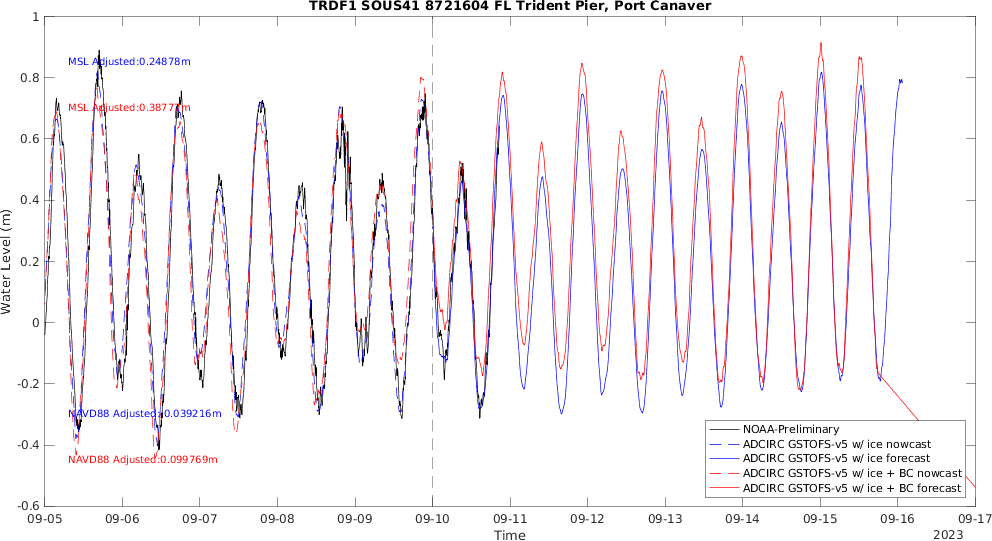 TRDF1 SOUS41 8721604 FL Trident Pier, Port Canaver
1
0.8
0.6
0.4
0.2
0
-0.2
-0.4
-0.6
Water Level (m)
MSL Adjusted:0.24878m
MSL Adjusted:0.38777m
NAVD88 Adjusted:-0.039216m
NAVD88 Adjusted:0.099769m
NOAA-Preliminary
ADCIRC GSTOFS-v5 w/ ice nowcast
ADCIRC GSTOFS-v5 w/ ice forecast
ADCIRC GSTOFS-v5 w/ ice + BC nowcast
ADCIRC GSTOFS-v5 w/ ice + BC forecast
09-05 09-06 09-07 09-08 09-09 09-10 09-11 09-12 09-13 09-14 09-15 09-16 09-17
Time
2023